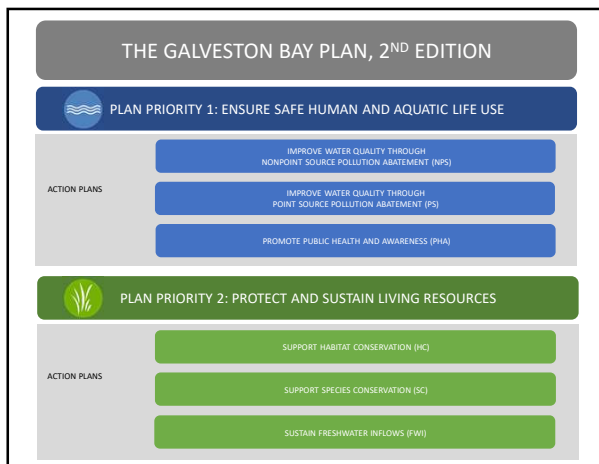 THE GALVESTON BAY PLAN, 2ND EDITION
PLAN PRIORITY 1: ENSURE SAFE HUMAN AND AQUATIC LIFE USE
ACTION PLANS
IMPROVE WATER QUALITY THROUGH
NONPOINT SOURCE POLLUTION ABATEMENT (NPS)
IMPROVE WATER QUALITY THROUGH
POINT SOURCE POLLUTION ABATEMENT (PS)
PROMOTE PUBLIC HEALTH AND AWARENESS (PHA)
PLAN PRIORITY 2: PROTECT AND SUSTAIN LIVING RESOURCES
ACTION PLANS
SUPPORT HABITAT CONSERVATION (HC)
SUPPORT SPECIES CONSERVATION (SC)
SUSTAIN FRESHWATER INFLOWS (FWI)